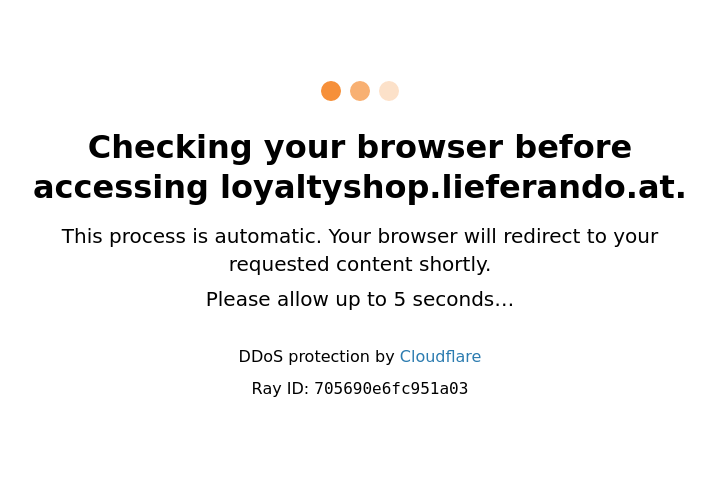 Checking your browser before
accessing loyaltyshop.lieferando.at.
This process is automatic. Your browser will redirect to your
requested content shortly.
Please allow up to 5 seconds…
DDoS protection by Cloudflare
Ray ID: 705690e6fc951a03